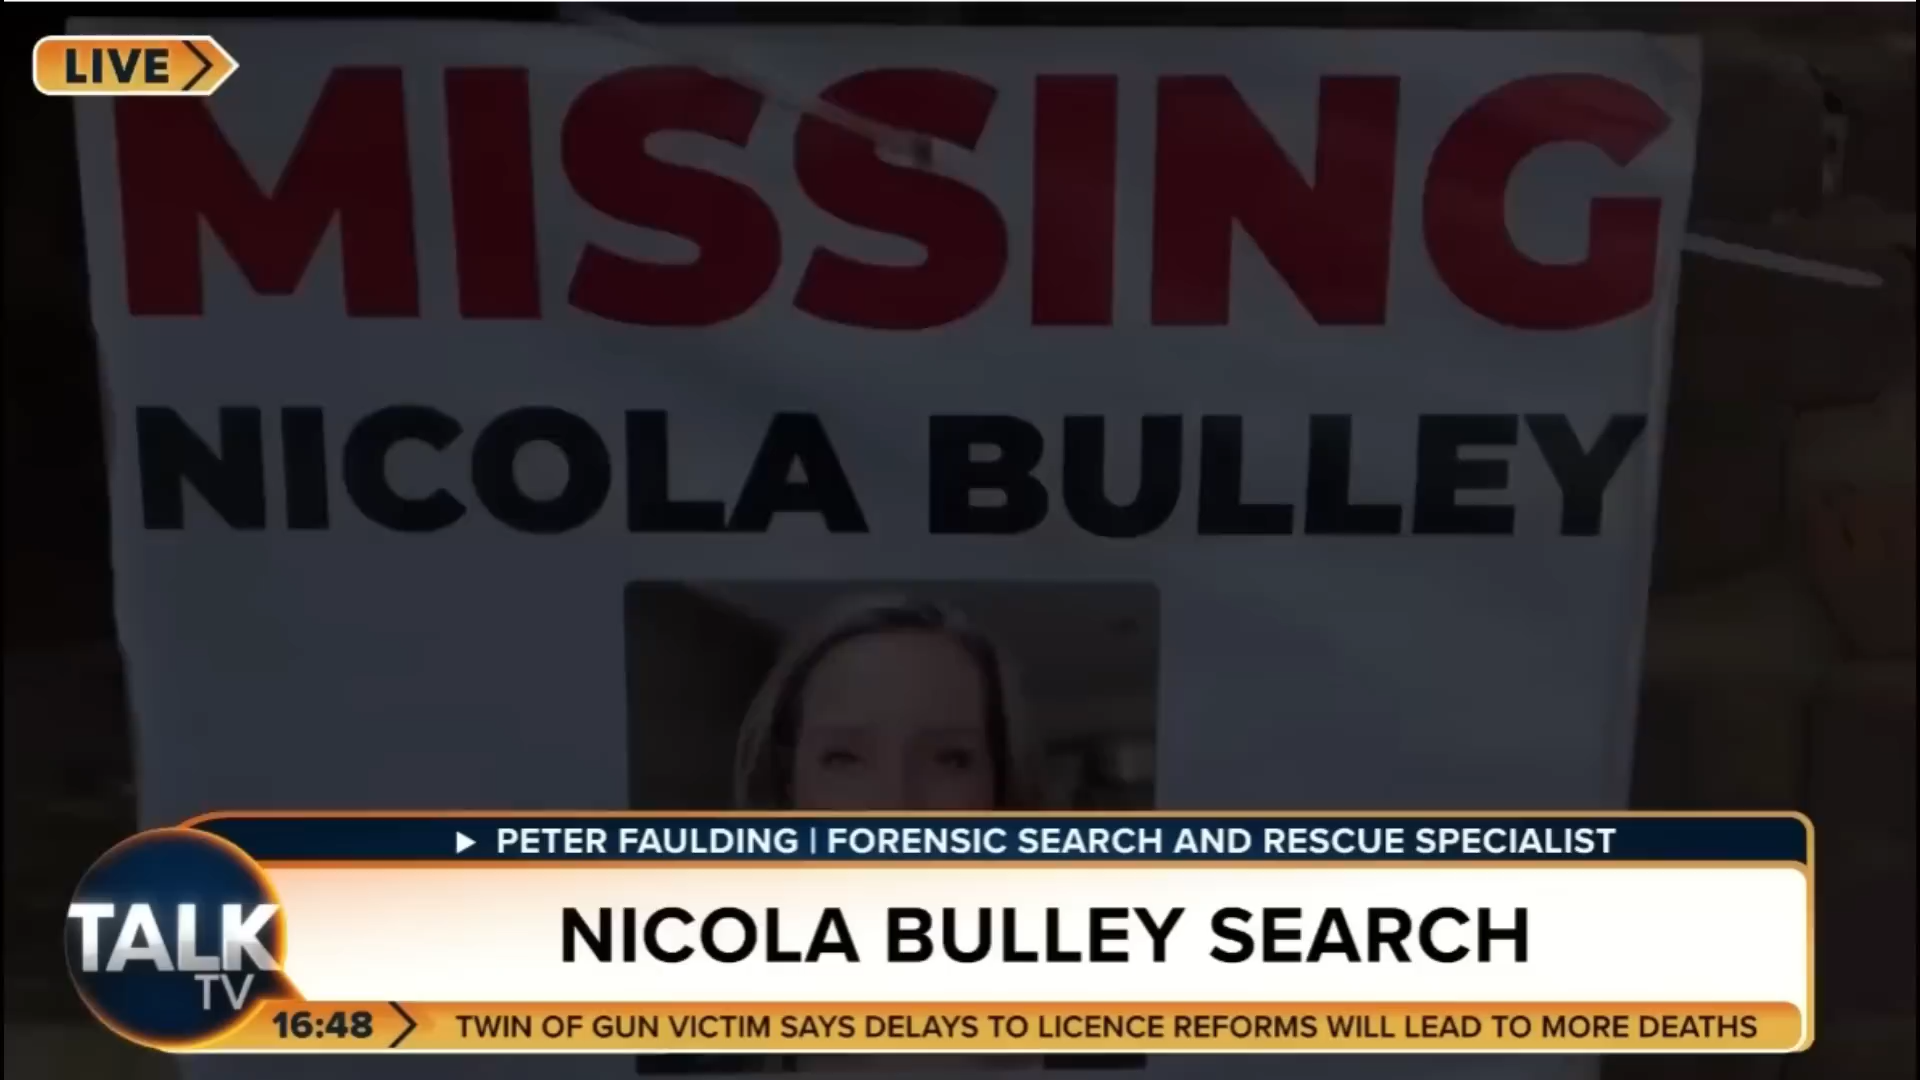 LIVE
MISSING
NICOLA BULLEY
PETER FAULDING | FORENSIC SEARCH AND RESCUE SPECIALIST
NICOLA BULLEY SEARCH
TALK
TV
16:48
TWIN OF GUN VICTIM SAYS DELAYS TO LICENCE REFORMS WILL LEAD TO MORE DEATHS